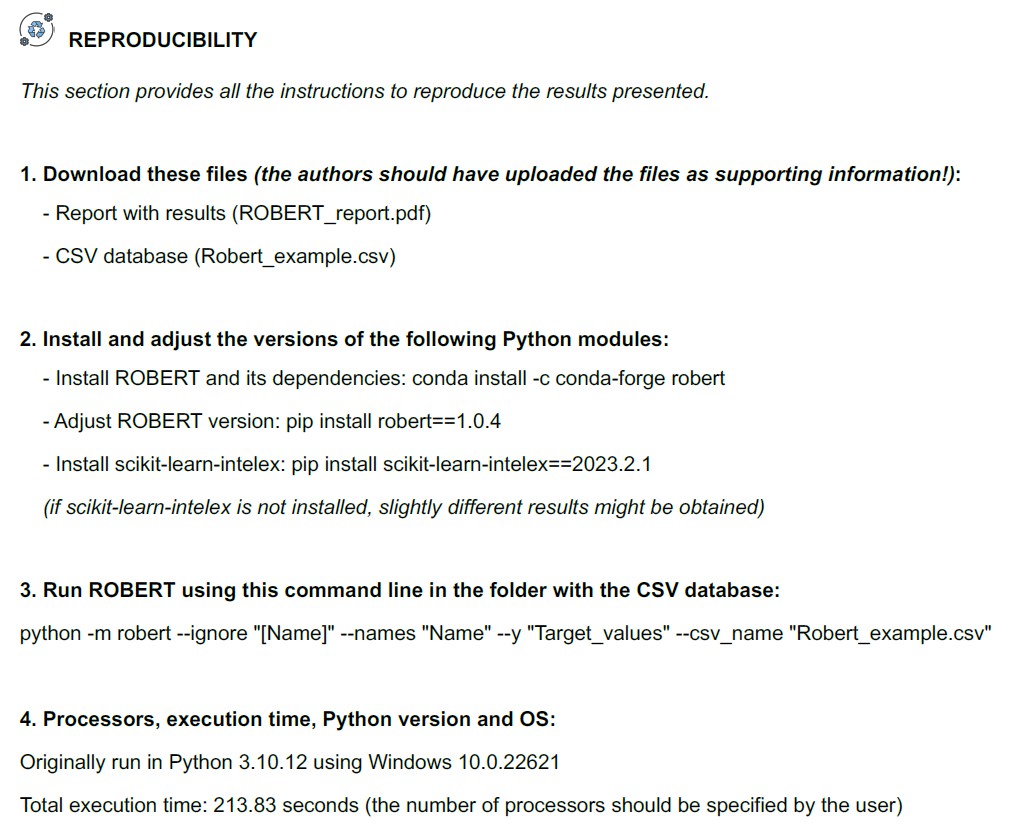 REPRODUCIBILITY
This section provides all the instructions to reproduce the results presented.
1. Download these files (the authors should have uploaded the files as supporting information!):
- Report with results (ROBERT_report.pdf)
- CSV database (Robert_example.csv)
2. Install and adjust the versions of the following Python modules:
- Install ROBERT and its dependencies: conda install -c conda-forge robert
- Adjust ROBERT version: pip install robert==1.0.4
- Install scikit-learn-intelex: pip install scikit-learn-intelex==2023.2.1
(if scikit-learn-intelex is not installed, slightly different results might be obtained)
3. Run ROBERT using this command line in the folder with the CSV database:
python -m robert --ignore "[Name]" --names "Name" --y "Target_values" --csv_name "Robert_example.csv"
4. Processors, execution time, Python version and OS:
Originally run in Python 3.10.12 using Windows 10.0.22621
Total execution time: 213.83 seconds (the number of processors should be specified by the user)